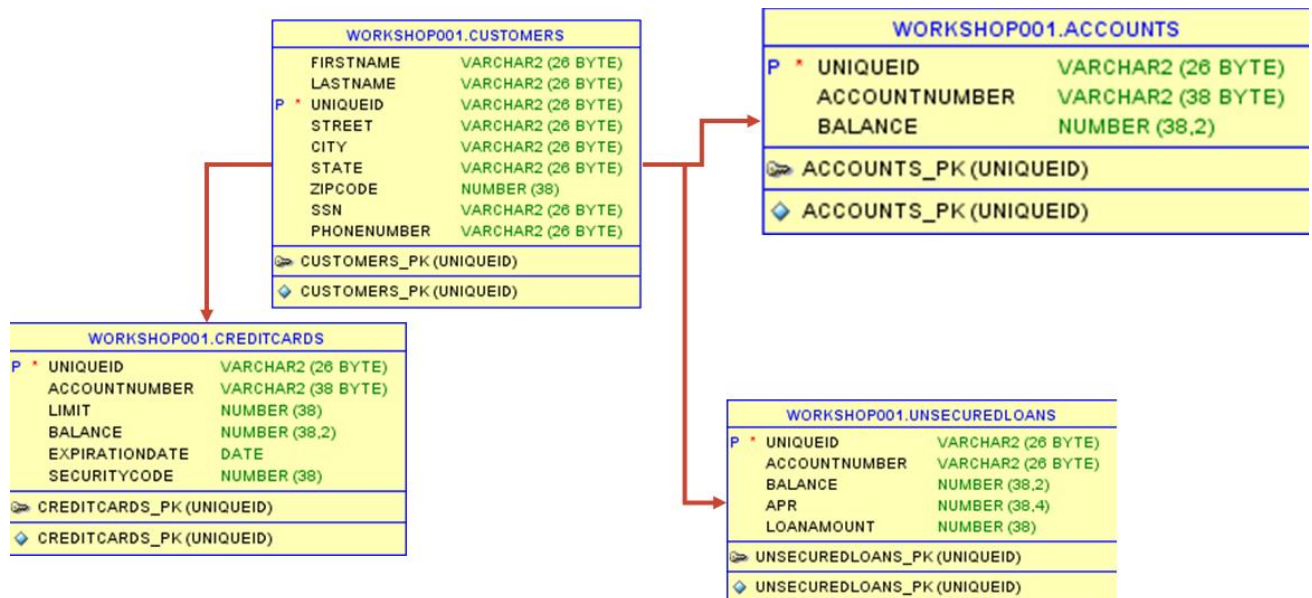 WORKSHOP001.CUSTOMERS
FIRSTNAME VARCHAR2 (26 BYTE)
LASTNAME VARCHAR2 (26 BYTE)
P * UNIQUEID VARCHAR2 (26 BYTE)
STREET VARCHAR2 (26 BYTE)
CITY VARCHAR2 (26 BYTE)
STATE VARCHAR2 (26 BYTE)
ZIPCODE NUMBER (38)
SSN VARCHAR2 (26 BYTE)
PHONENUMBER VARCHAR2 (26 BYTE)
CUSTOMERS_PK (UNIQUEID)
CUSTOMERS_PK (UNIQUEID)
WORKSHOP001.ACCOUNTS
P * UNIQUEID VARCHAR2 (26 BYTE)
ACCOUNTNUMBER VARCHAR2 (38 BYTE)
BALANCE NUMBER (38,2)
ACCOUNTS_PK (UNIQUEID)
ACCOUNTS_PK (UNIQUEID)
WORKSHOP001.CREDITCARDS
P * UNIQUEID VARCHAR2 (26 BYTE)
ACCOUNTNUMBER VARCHAR2 (38 BYTE)
LIMIT NUMBER (38)
BALANCE NUMBER (38,2)
EXPIRATIONDATE DATE
SECURITYCODE NUMBER (38)
CREDITCARDS_PK (UNIQUEID)
CREDITCARDS_PK (UNIQUEID)
WORKSHOP001.UNSECUREDLOANS
P * UNIQUEID VARCHAR2 (26 BYTE)
ACCOUNTNUMBER VARCHAR2 (26 BYTE)
BALANCE NUMBER (38,2)
APR NUMBER (38,4)
LOANAMOUNT NUMBER (38)
UNSECUREDLOANS_PK (UNIQUEID)
UNSECUREDLOANS_PK (UNIQUEID)